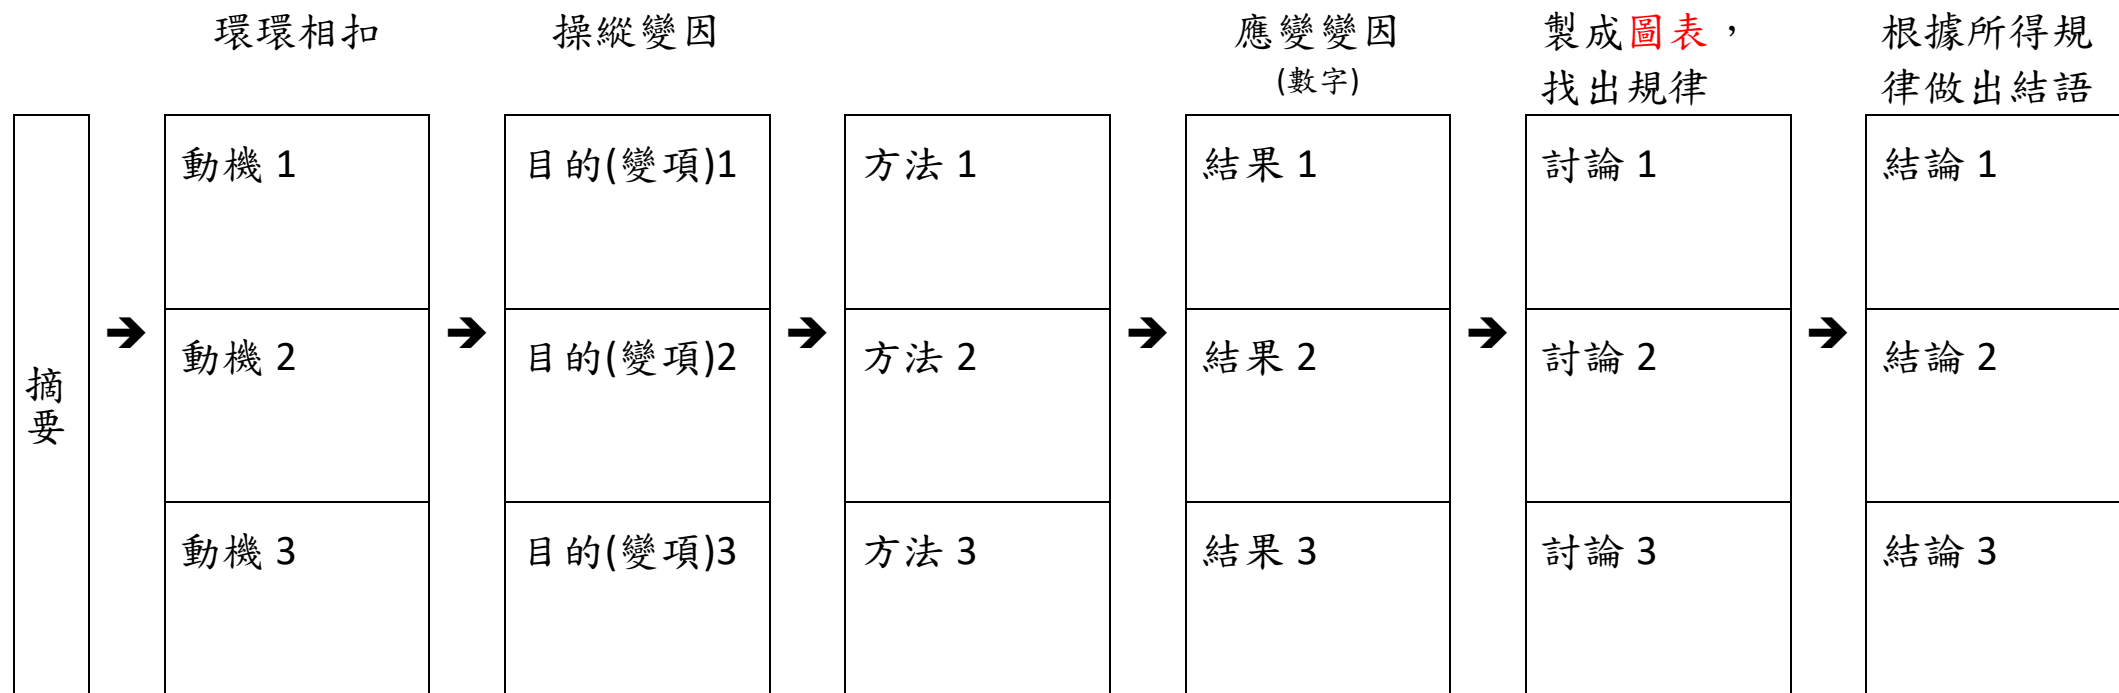 環環相扣
操縱變因
應變變因
(數字)
製成圖表，
找出規律
根據所得規
律做出結語
摘要
動機 1
目的(變項)1
方法 1
結果 1
討論 1
結論 1
動機 2
目的(變項)2
方法 2
結果 2
討論 2
結論 2
動機 3
目的(變項)3
方法 3
結果 3
討論 3
結論 3